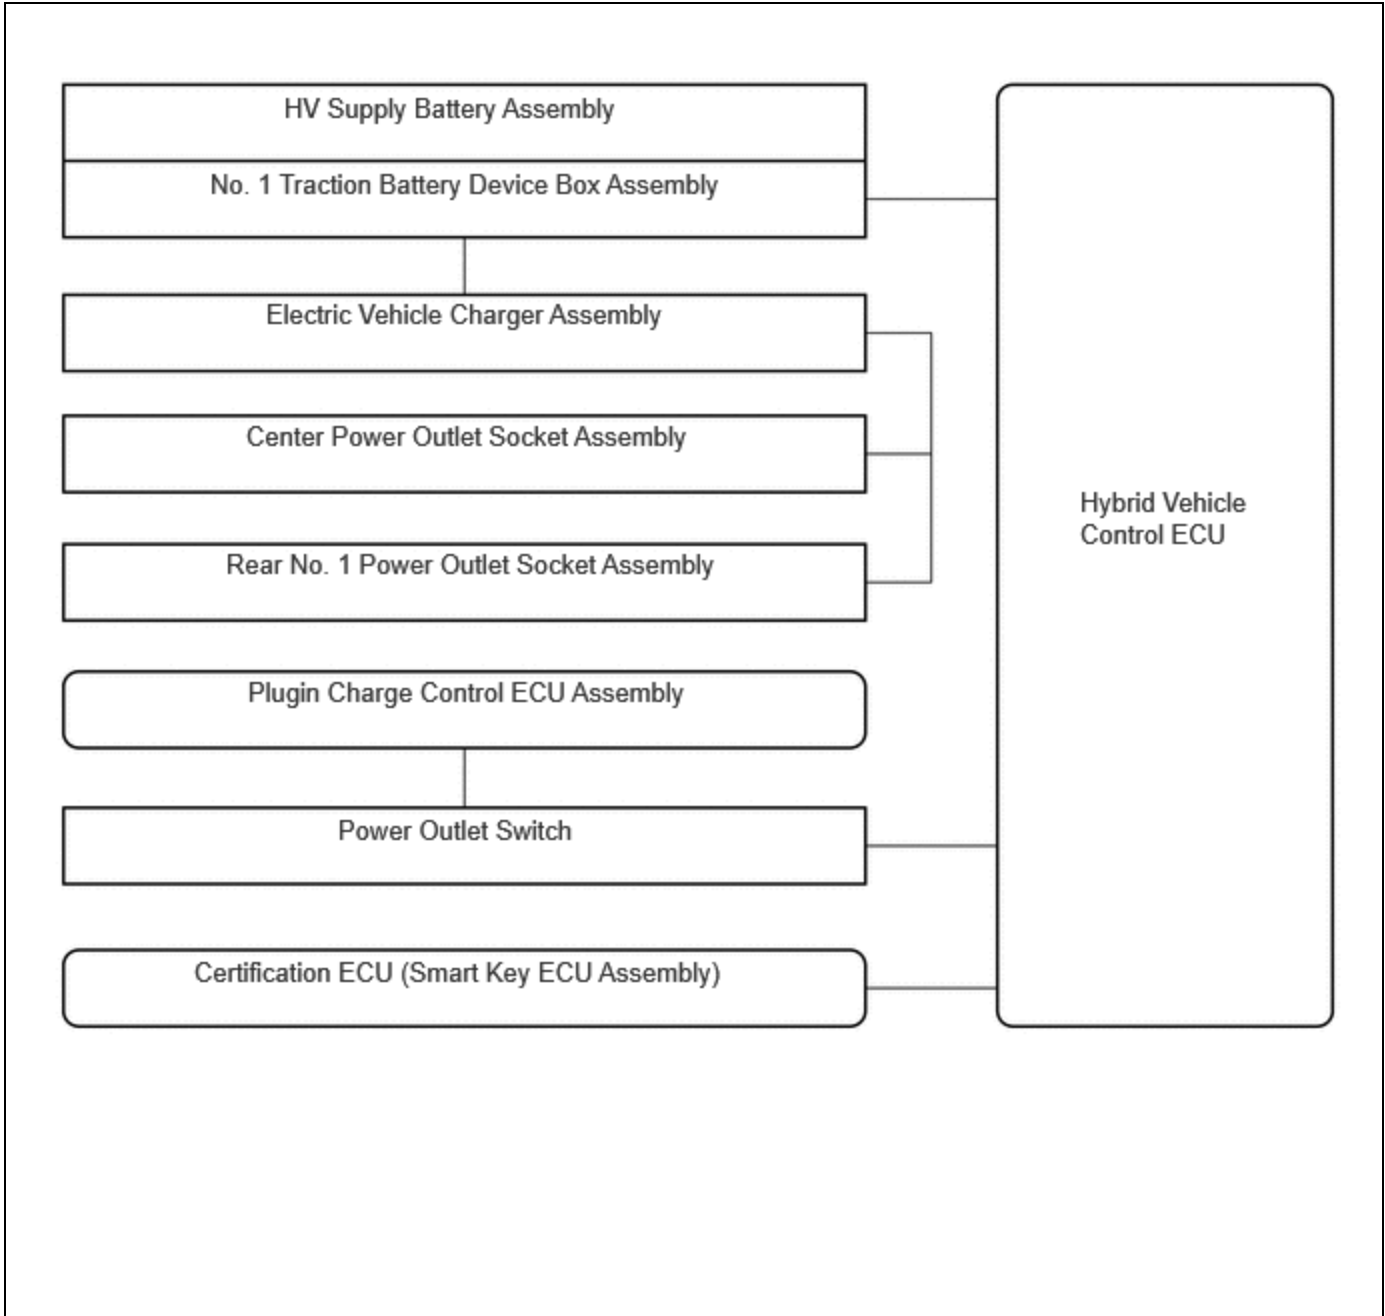 HV Supply Battery Assembly
No. 1 Traction Battery Device Box Assembly
Electric Vehicle Charger Assembly
Center Power Outlet Socket Assembly
Rear No. 1 Power Outlet Socket Assembly
Plugin Charge Control ECU Assembly
Power Outlet Switch
Certification ECU (Smart Key ECU Assembly)
Hybrid Vehicle
Control ECU